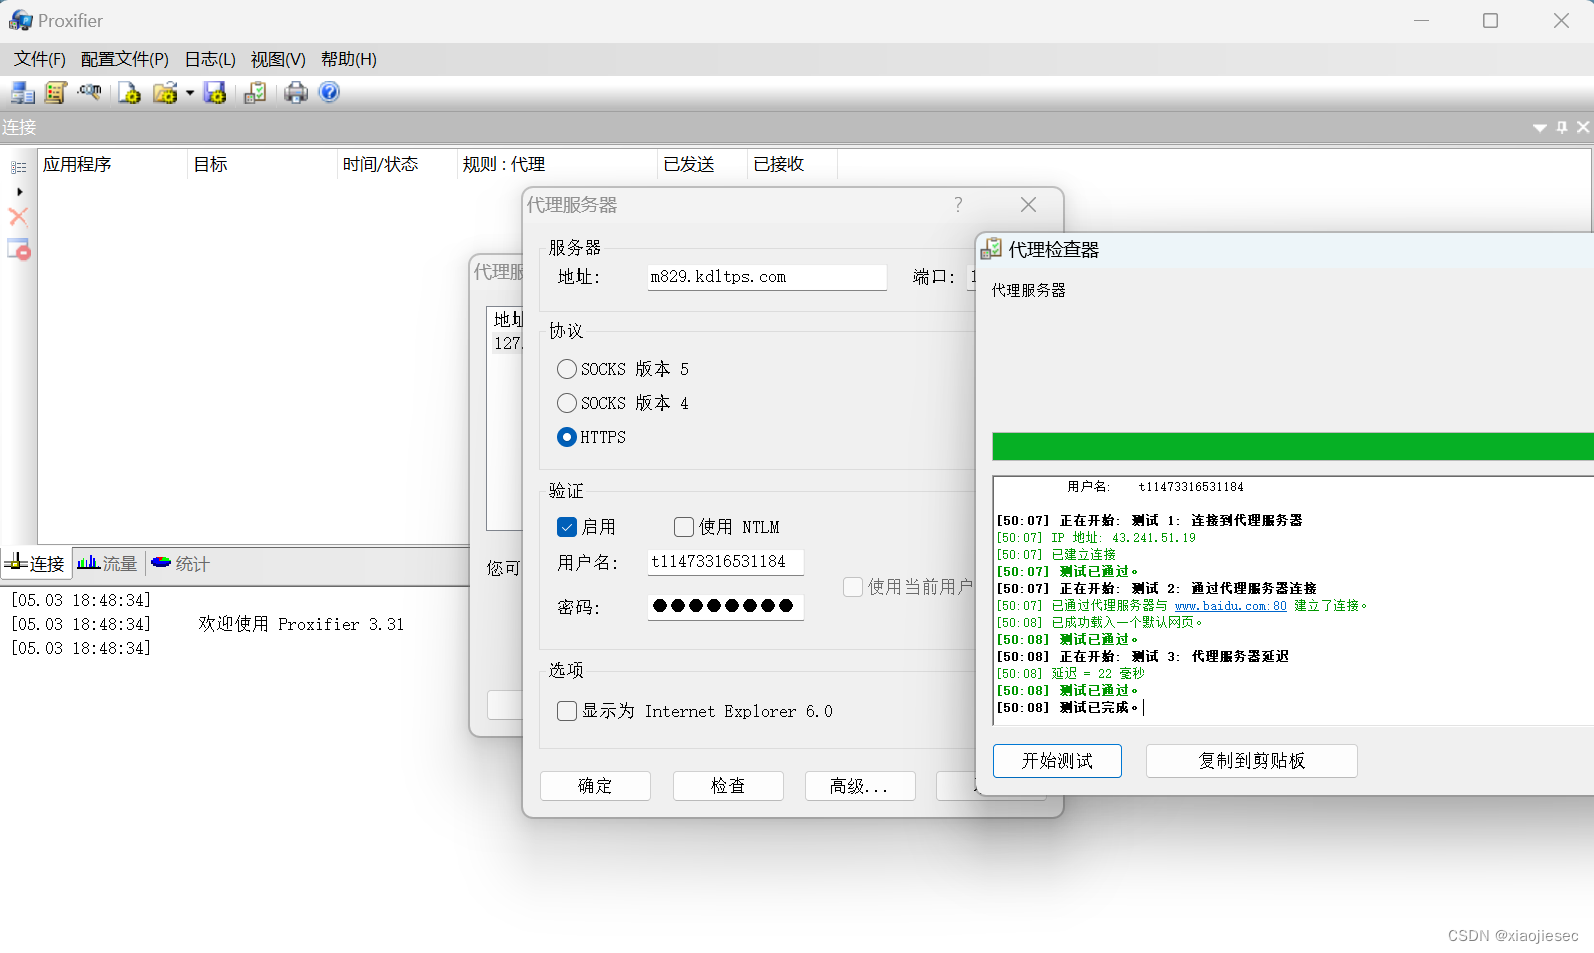 Proxifier
文件(F) 配置文件(P) 日志(L) 视图(V) 帮助(H)
连接
应用程序 目标 时间/状态 规则 : 代理 已发送 已接收
代理服
地址
127.
您可
代理服务器 ?
服务器
地址: m829.kdltps.com 端口:
协议
SOCKS 版本 5
SOCKS 版本 4
HTTPS
验证
启用 使用 NTLM
用户名: t11473316531184
使用当前用户
密码: ●●●●●●●●
选项
显示为 Internet Explorer 6.0
确定 检查 高级...
代理检查器
代理服务器
用户名: t11473316531184
[50:07] 正在开始: 测试 1: 连接到代理服务器
[50:07] IP 地址: 43.241.51.19
[50:07] 已建立连接
[50:07] 测试已通过。
[50:07] 正在开始: 测试 2: 通过代理服务器连接
[50:07] 已通过代理服务器与 www.baidu.com:80 建立了连接。
[50:08] 已成功载入一个默认网页。
[50:08] 测试已通过。
[50:08] 正在开始: 测试 3: 代理服务器延迟
[50:08] 延迟 = 22 毫秒
[50:08] 测试已通过。
[50:08] 测试已完成。
开始测试 复制到剪贴板
连接 流量 统计
[05.03 18:48:34]
[05.03 18:48:34] 欢迎使用 Proxifier 3.31
[05.03 18:48:34]
CSDN @xiaojiesec